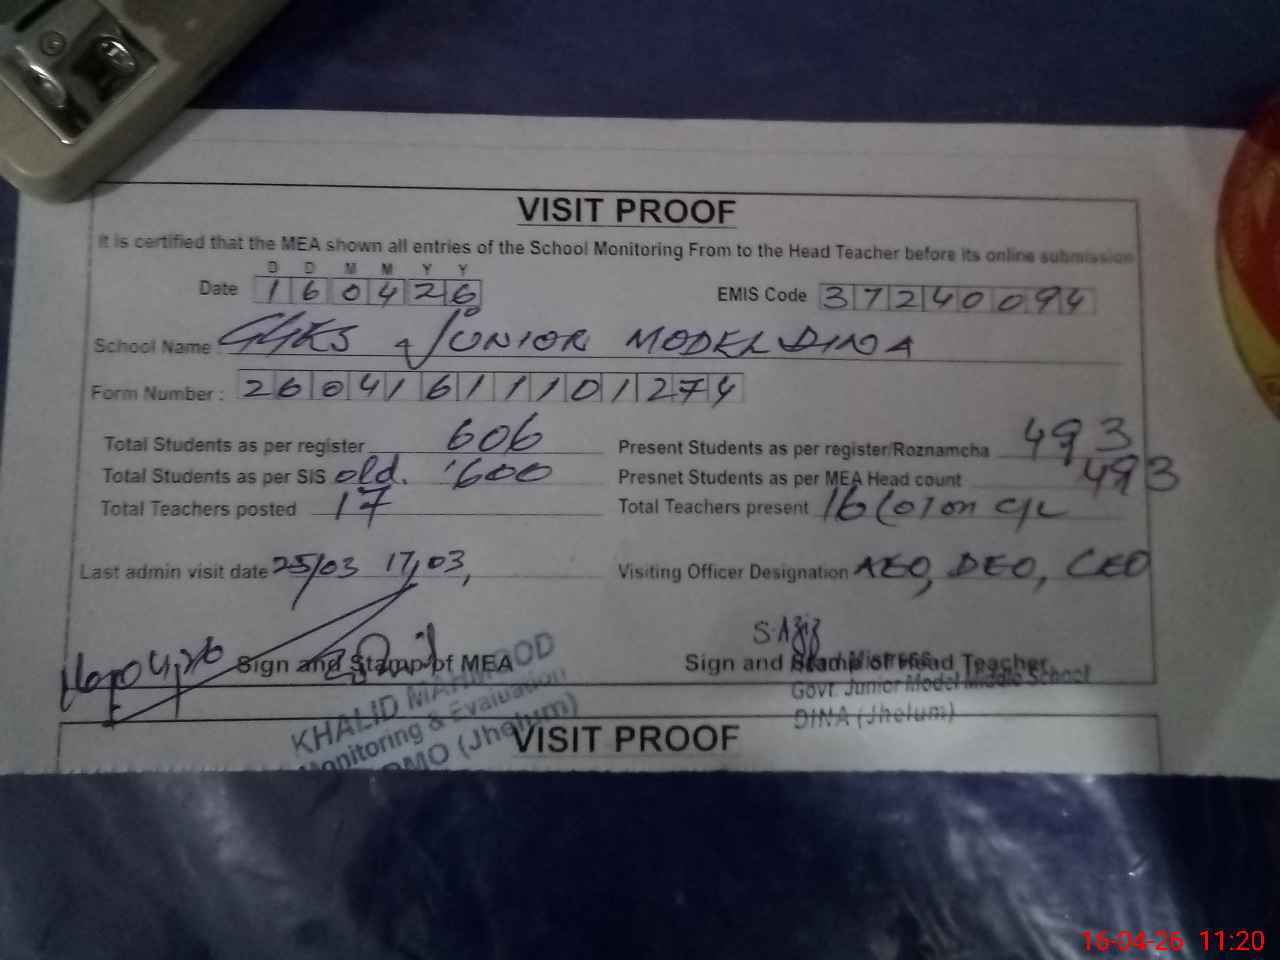 VISIT PROOF
It is certified that the MEA shown all entries of the School Monitoring From to the Head Teacher before its online submission
D D M M Y Y
Date 1 6 0 4 2 6 EMIS Code 3 7 2 4 0 0 9 4
School Name JUNIOR MODEL DINA
Form Number : 2 6 0 4 1 6 1 1 1 0 1 2 7 4
Total Students as per register 606 Present Students as per register/Roznamcha 493
Total Students as per SIS old. 600 Presnet Students as per MEA Head count 493
Total Teachers posted 17 Total Teachers present 16 (01 on C/L
Last admin visit date 25/03 17,03, Visiting Officer Designation AEO, DEO, CEO
S.Aziz
Sign and Stamp of MEA Sign and Stamp of Head Teacher
KHALID MAHMOOD
Monitoring & Evaluation
DMO (Jhelum)
Head Mistress
Govt. Junior Model Middle School
DINA (Jhelum)
VISIT PROOF
16-04-26 11:20